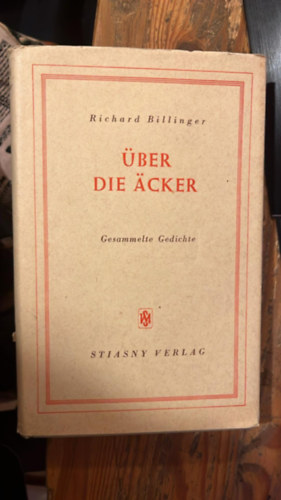 Richard Billinger
ÜBER
DIE ÄCKER
Gesammelte Gedichte
STIASNY VERLAG